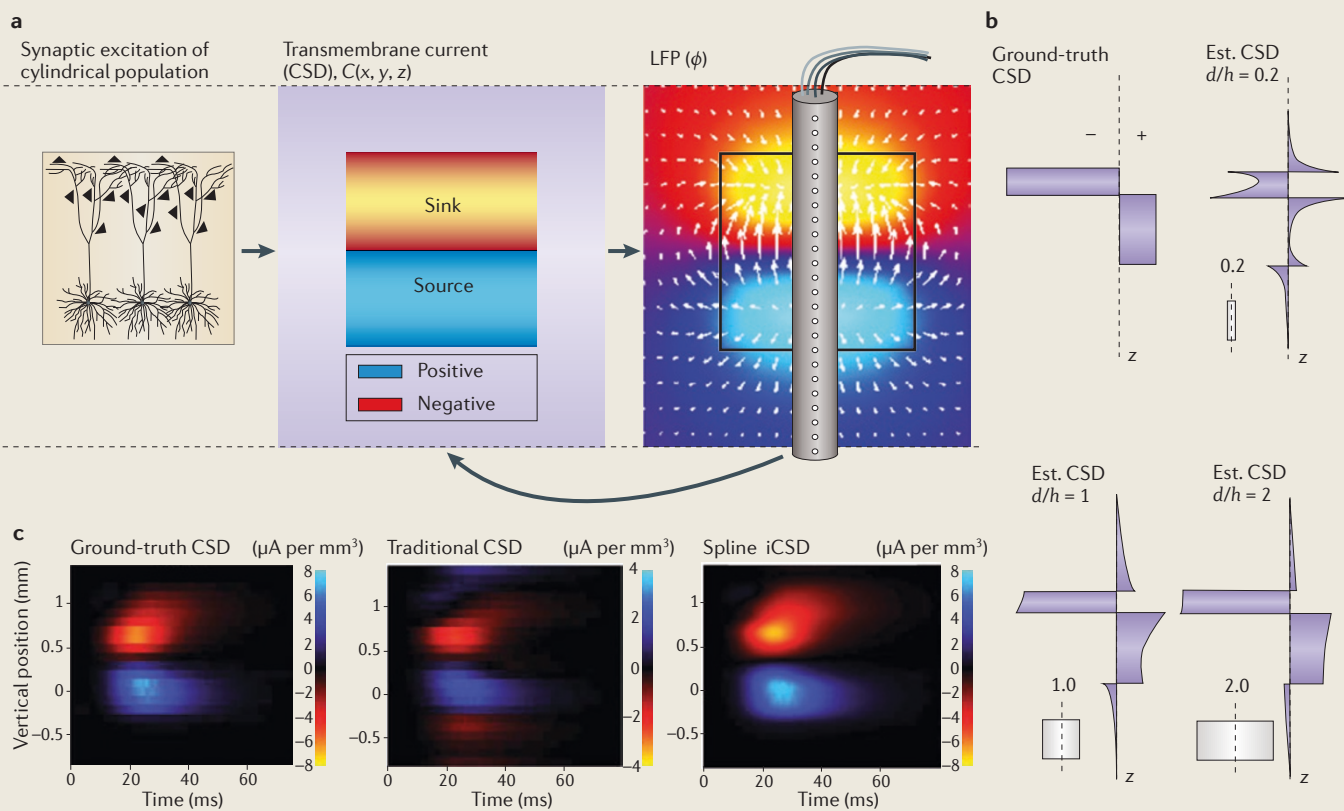 a
Synaptic excitation of
cylindrical population
Transmembrane current
(CSD), C(x, y, z)
LFP (ϕ)
Sink
Source
Positive
Negative
b
Ground-truth
CSD
Est. CSD
d/h = 0.2
–
+
0.2
z
z
Est. CSD
d/h = 1
Est. CSD
d/h = 2
1.0
2.0
z
z
c
Ground-truth CSD
(µA per mm³)
Traditional CSD
(µA per mm³)
Spline iCSD
(µA per mm³)
Vertical position (mm)
1
0.5
0
–0.5
0
20
40
60
Time (ms)
8
6
4
2
0
–2
–4
–6
–8
1
0.5
0
–0.5
0
20
40
60
Time (ms)
4
2
0
–2
–4
1
0.5
0
–0.5
0
20
40
60
Time (ms)
8
6
4
2
0
–2
–4
–6
–8